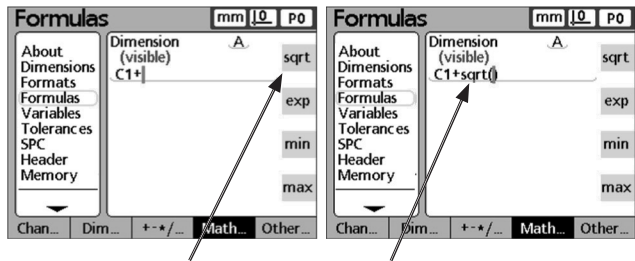 Formulas mm 0 P0
About
Dimensions
Formats
Formulas
Variables
Tolerances
SPC
Header
Memory
Dimension A
(visible)
C1+
sqrt
exp
min
max
Chan... Dim... +-*/... Math... Other...
Formulas mm 0 P0
About
Dimensions
Formats
Formulas
Variables
Tolerances
SPC
Header
Memory
Dimension A
(visible)
C1+sqrt()
sqrt
exp
min
max
Chan... Dim... +-*/... Math... Other...